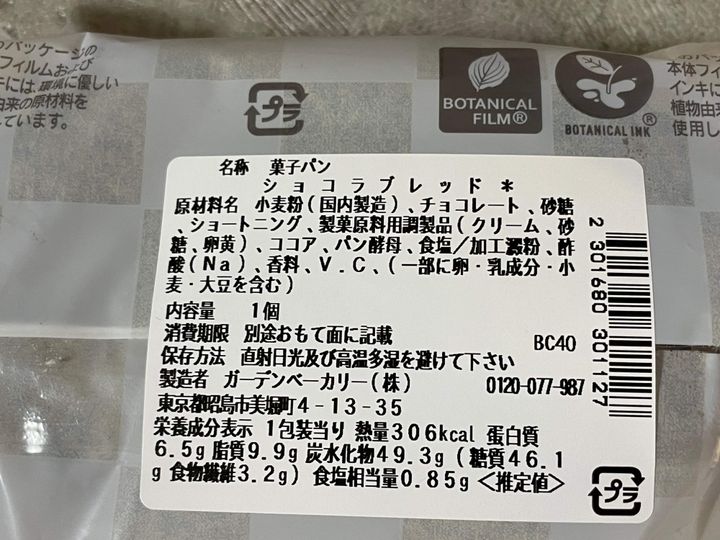 パッケージの
フィルムおよび
キには、環境に優しい
由来の原材料を
ています。
プラ
BOTANICAL
FILM®
BOTANICAL INK®
本体フィ
インキに
植物由来
使用し
名称 菓子パン
ショコラブレッド*
原材料名 小麦粉(国内製造)、チョコレート、砂糖
、ショートニング、製菓原料用調製品(クリーム、砂
糖、卵黄)、ココア、パン酵母、食塩/加工澱粉、酢
酸(Na)、香料、V.C、(一部に卵・乳成分・小
麦・大豆を含む)
内容量 1個
消費期限 別途おもて面に記載 BC40
保存方法 直射日光及び高温多湿を避けて下さい
製造者 ガーデンベーカリー(株) 0120-077-987
東京都昭島市美堀町4-13-35
栄養成分表示 1包装当り 熱量306kcal 蛋白質
6.5g 脂質9.9g 炭水化物49.3g (糖質46.1
g 食物繊維3.2g) 食塩相当量0.85g <推定値>
2 301680 301127
プラ